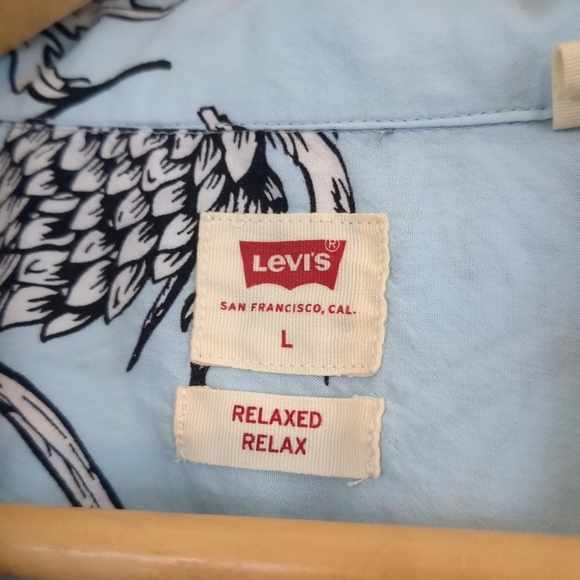 Levi's ®
SAN FRANCISCO, CAL.
L
RELAXED
RELAX